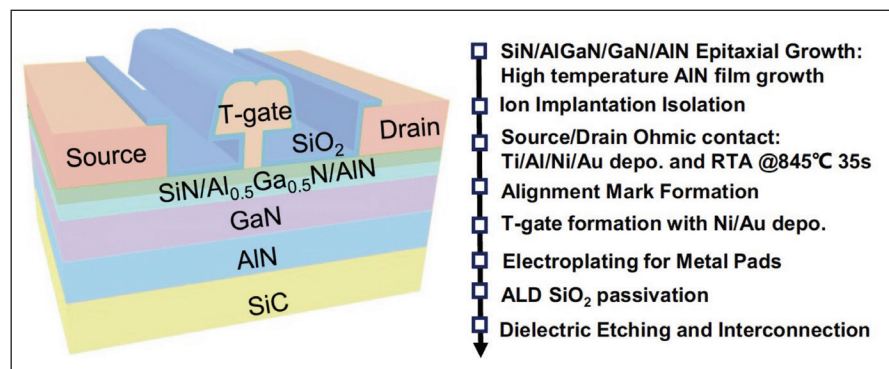 T-gate
Source
SiO₂
Drain
SiN/Al₀.₅Ga₀.₅N/AlN
GaN
AlN
SiC
SiN/AlGaN/GaN/AlN Epitaxial Growth:
High temperature AlN film growth
Ion Implantation Isolation
Source/Drain Ohmic contact:
Ti/Al/Ni/Au depo. and RTA @845℃ 35s
Alignment Mark Formation
T-gate formation with Ni/Au depo.
Electroplating for Metal Pads
ALD SiO₂ passivation
Dielectric Etching and Interconnection